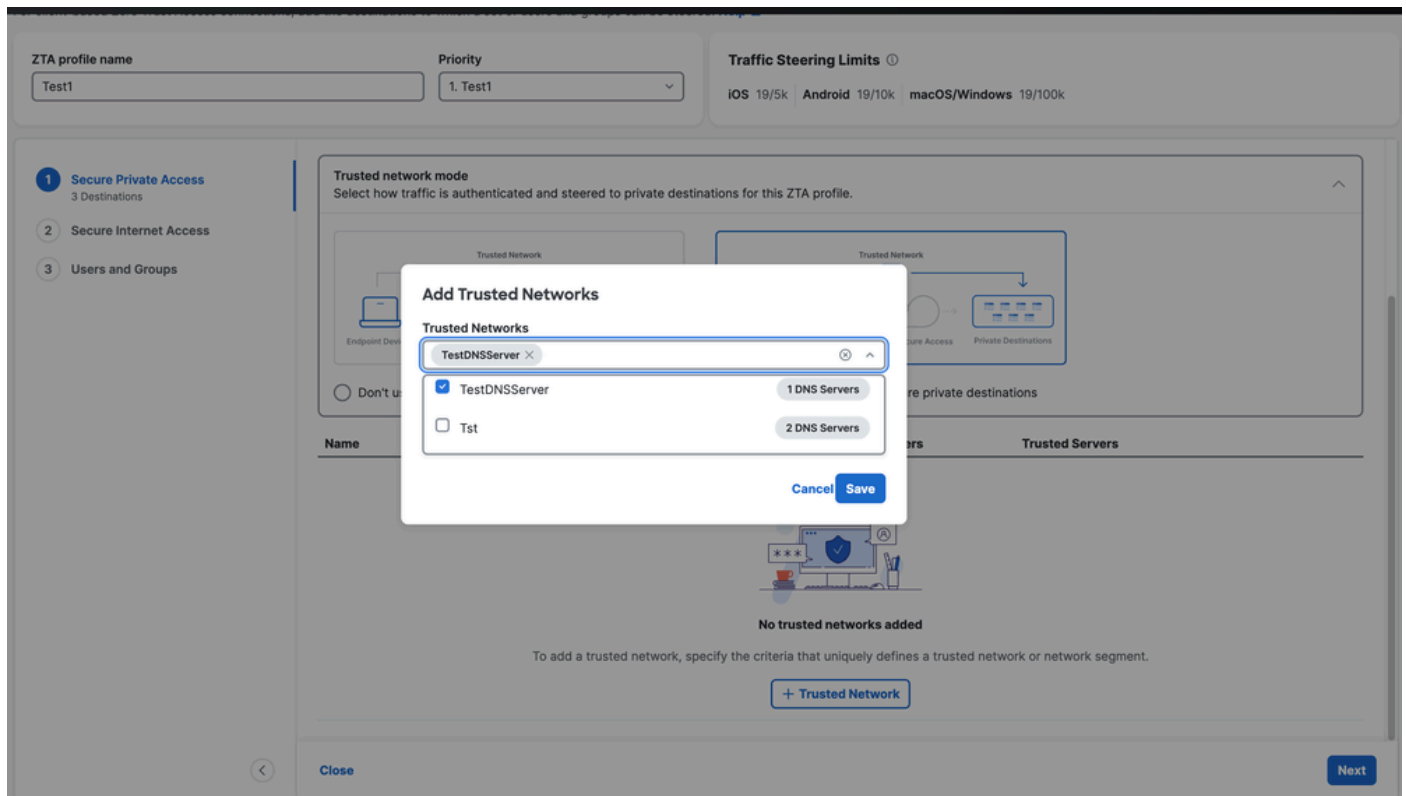 ZTA profile name
Test1
Priority
1. Test1
Traffic Steering Limits
iOS 19/5k Android 19/10k macOS/Windows 19/100k
1 Secure Private Access
3 Destinations
2 Secure Internet Access
3 Users and Groups
Trusted network mode
Select how traffic is authenticated and steered to private destinations for this ZTA profile.
Trusted Network
Trusted Network
Endpoint
Private Destinations
Add Trusted Networks
Trusted Networks
TestDNSServer
TestDNSServer 1 DNS Servers
Tst 2 DNS Servers
Cancel Save
Don't
private destinations
Name
Trusted Servers
***
No trusted networks added
To add a trusted network, specify the criteria that uniquely defines a trusted network or network segment.
+ Trusted Network
Close
Next